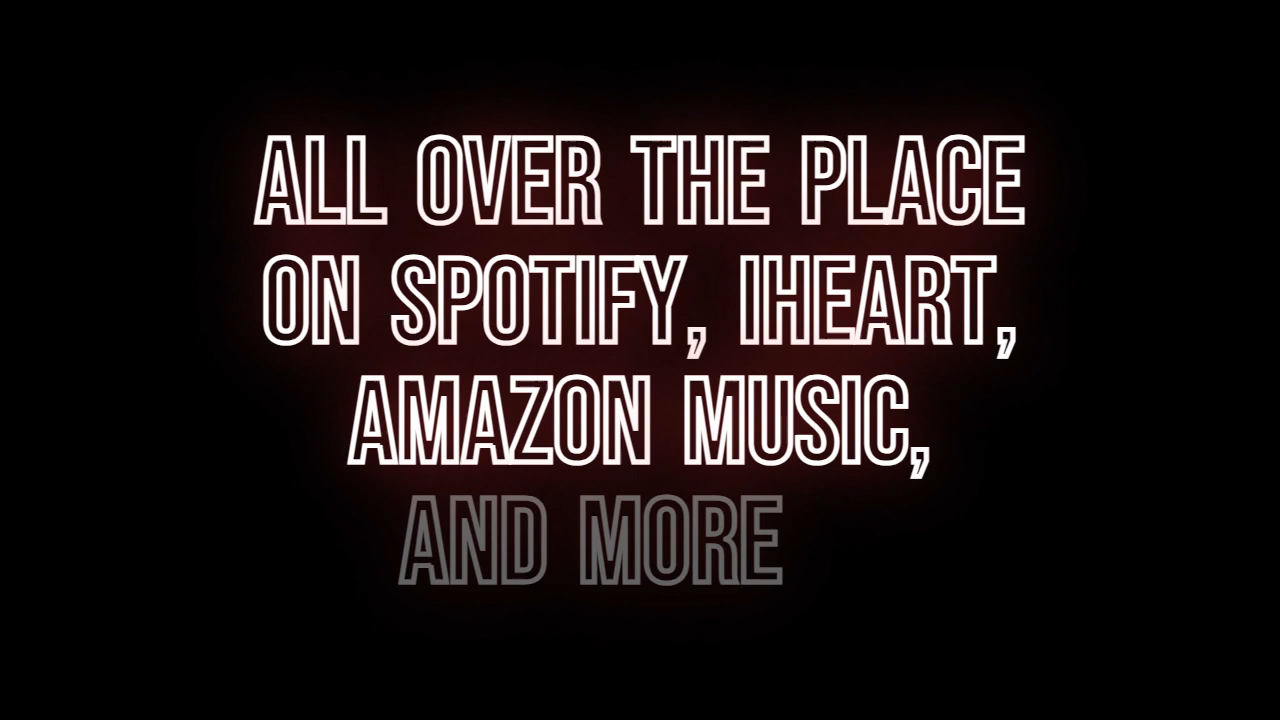 ALL OVER THE PLACE
ON SPOTIFY, IHEART,
AMAZON MUSIC,
AND MORE